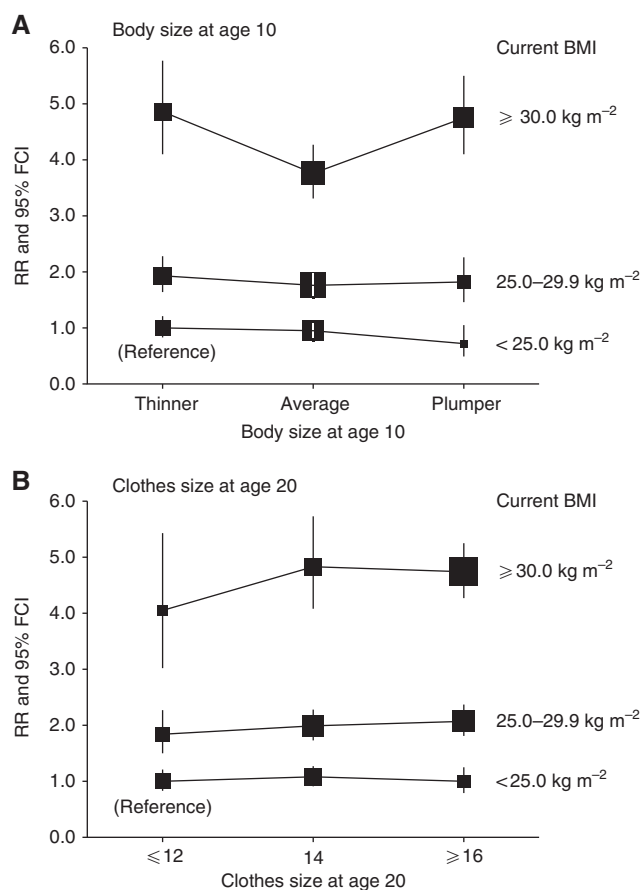 A
Body size at age 10
Current BMI
6.0
5.0
4.0
3.0
2.0
1.0
0.0
RR and 95% FCI
⩾ 30.0 kg m⁻²
25.0–29.9 kg m⁻²
< 25.0 kg m⁻²
(Reference)
Thinner Average Plumper
Body size at age 10
B
Clothes size at age 20
Current BMI
6.0
5.0
4.0
3.0
2.0
1.0
0.0
RR and 95% FCI
⩾ 30.0 kg m⁻²
25.0–29.9 kg m⁻²
<25.0 kg m⁻²
(Reference)
⩽12 14 ⩾16
Clothes size at age 20